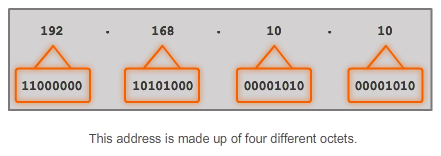 192 . 168 . 10 . 10
11000000 10101000 00001010 00001010
This address is made up of four different octets.